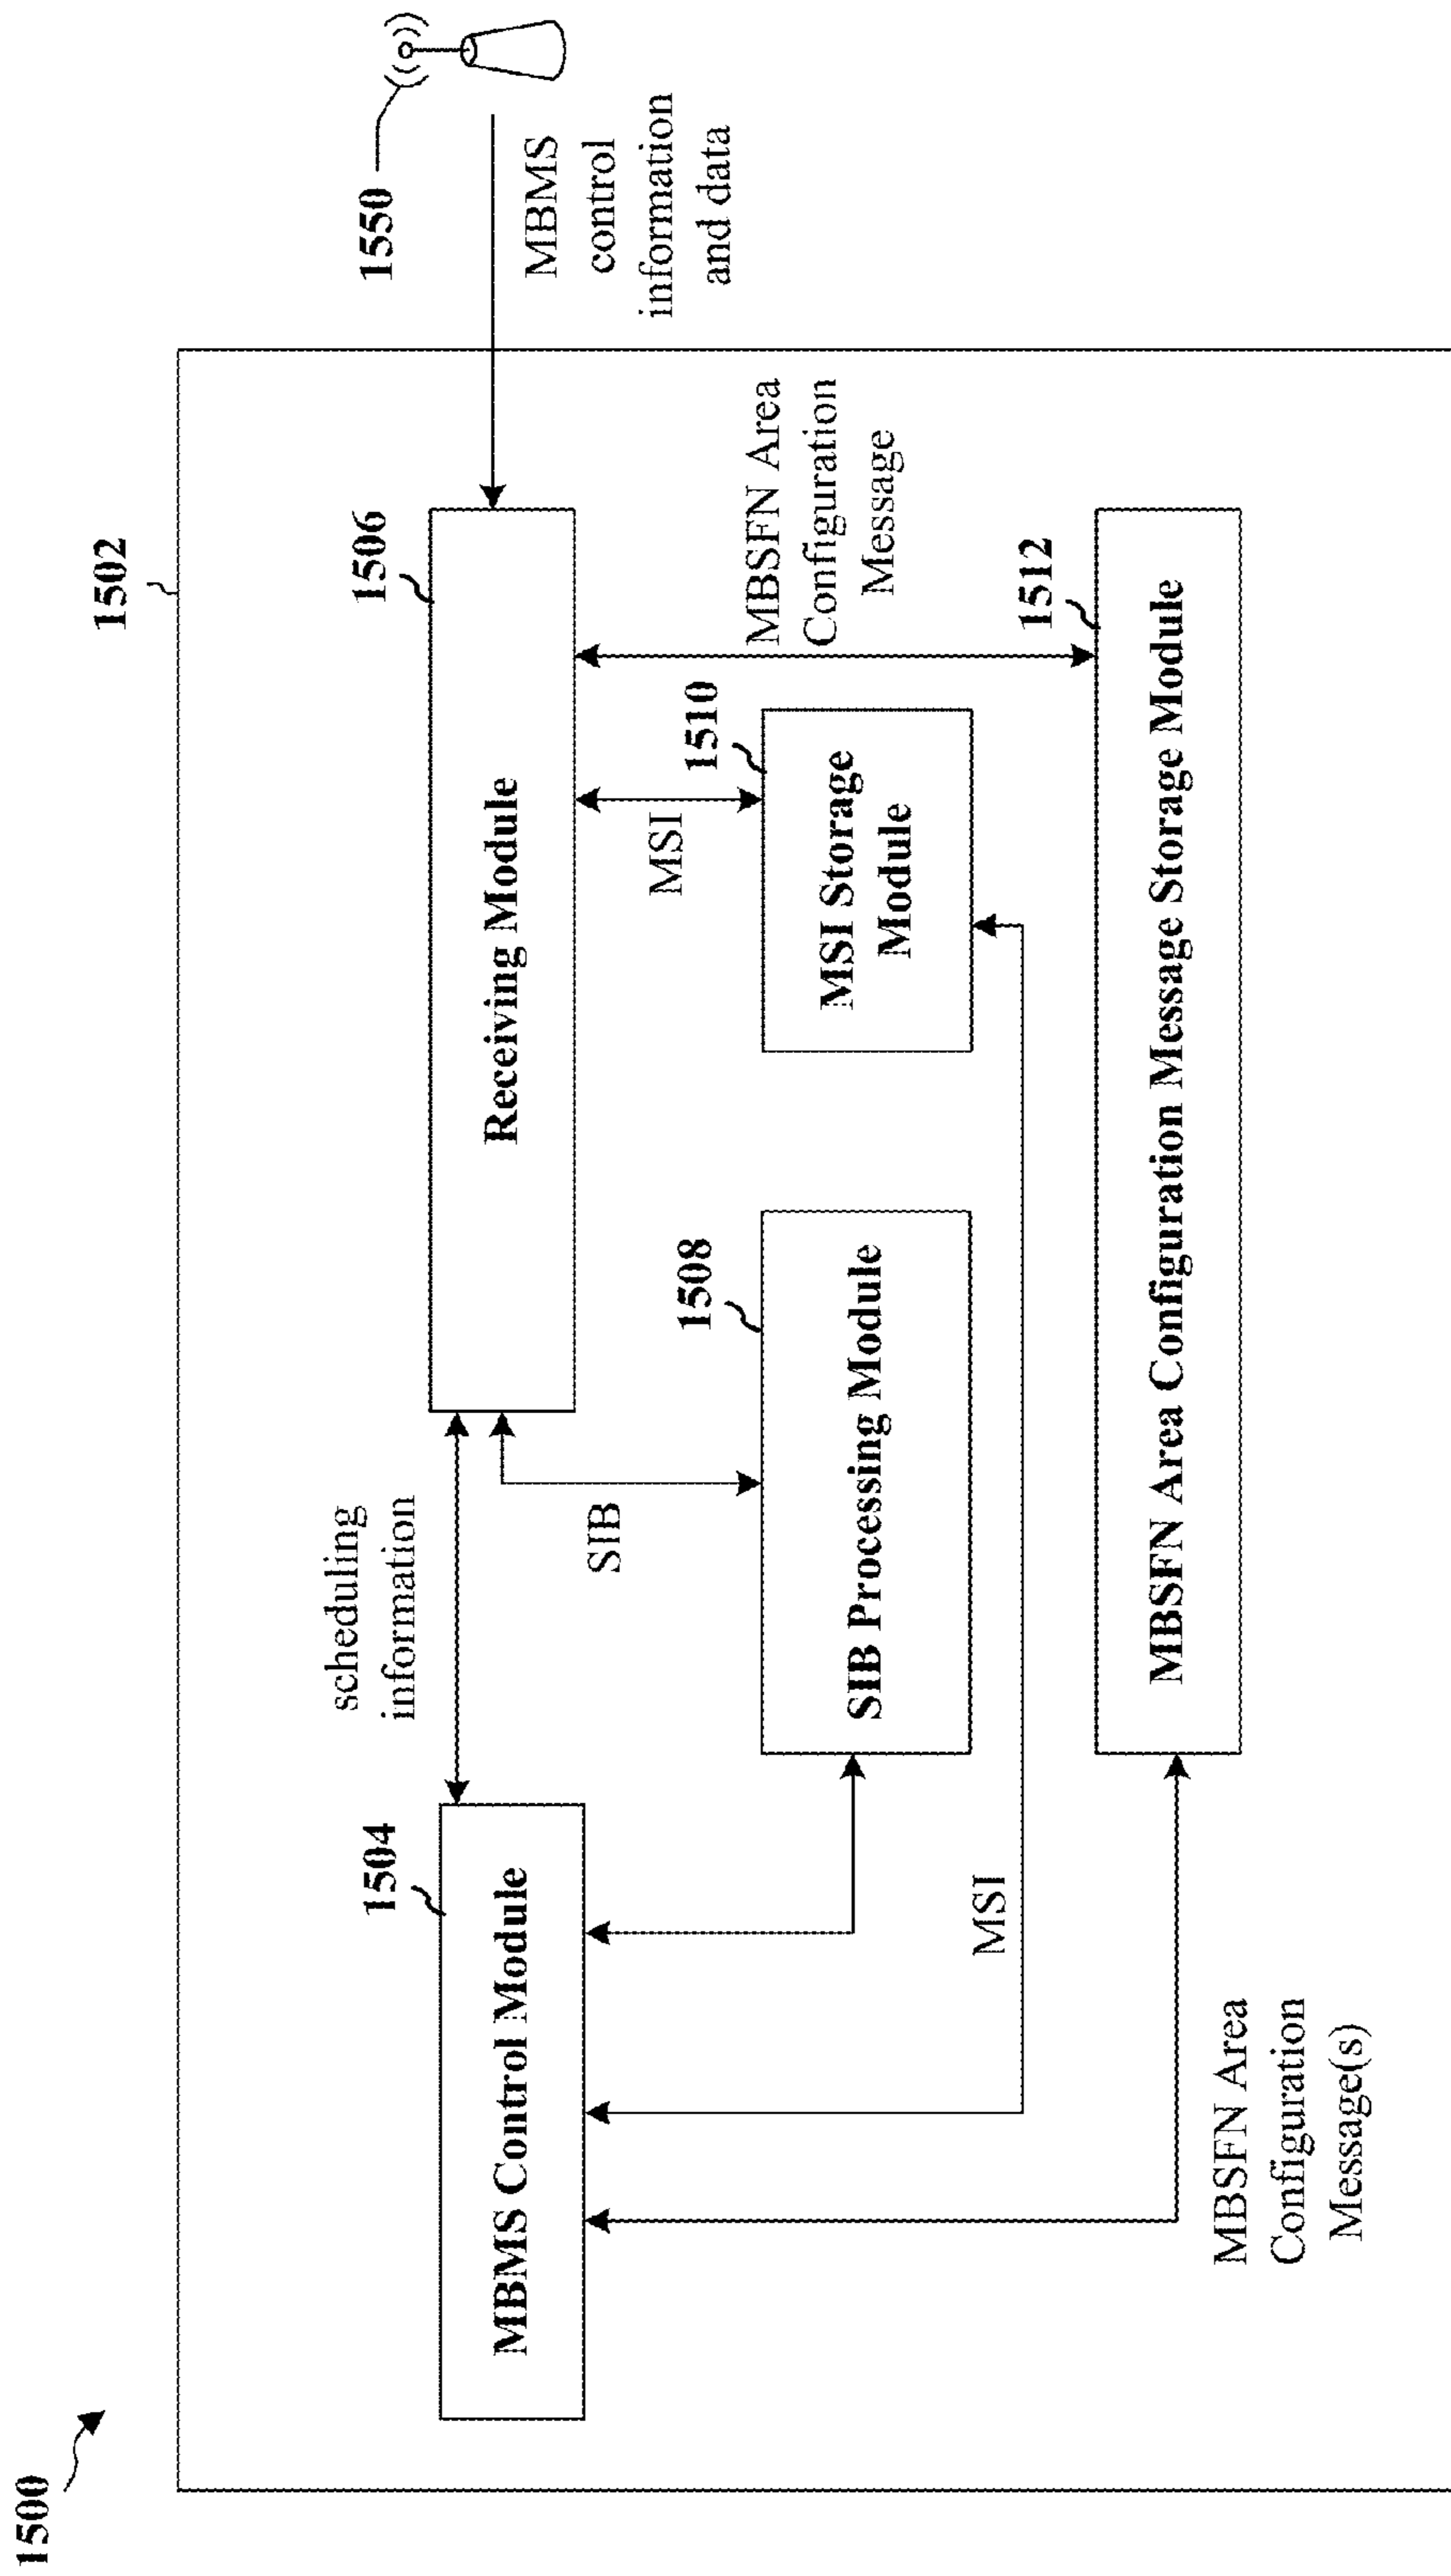 1500
1502
1550
MBMS
control
information
and data
1504
MBMS Control Module
scheduling
information
1506
Receiving Module
SIB
1508
SIB Processing Module
MSI
1510
MSI Storage
Module
MBSFN Area
Configuration
Message
MSI
1512
MBSFN Area Configuration Message Storage Module
MBSFN Area
Configuration
Message(s)